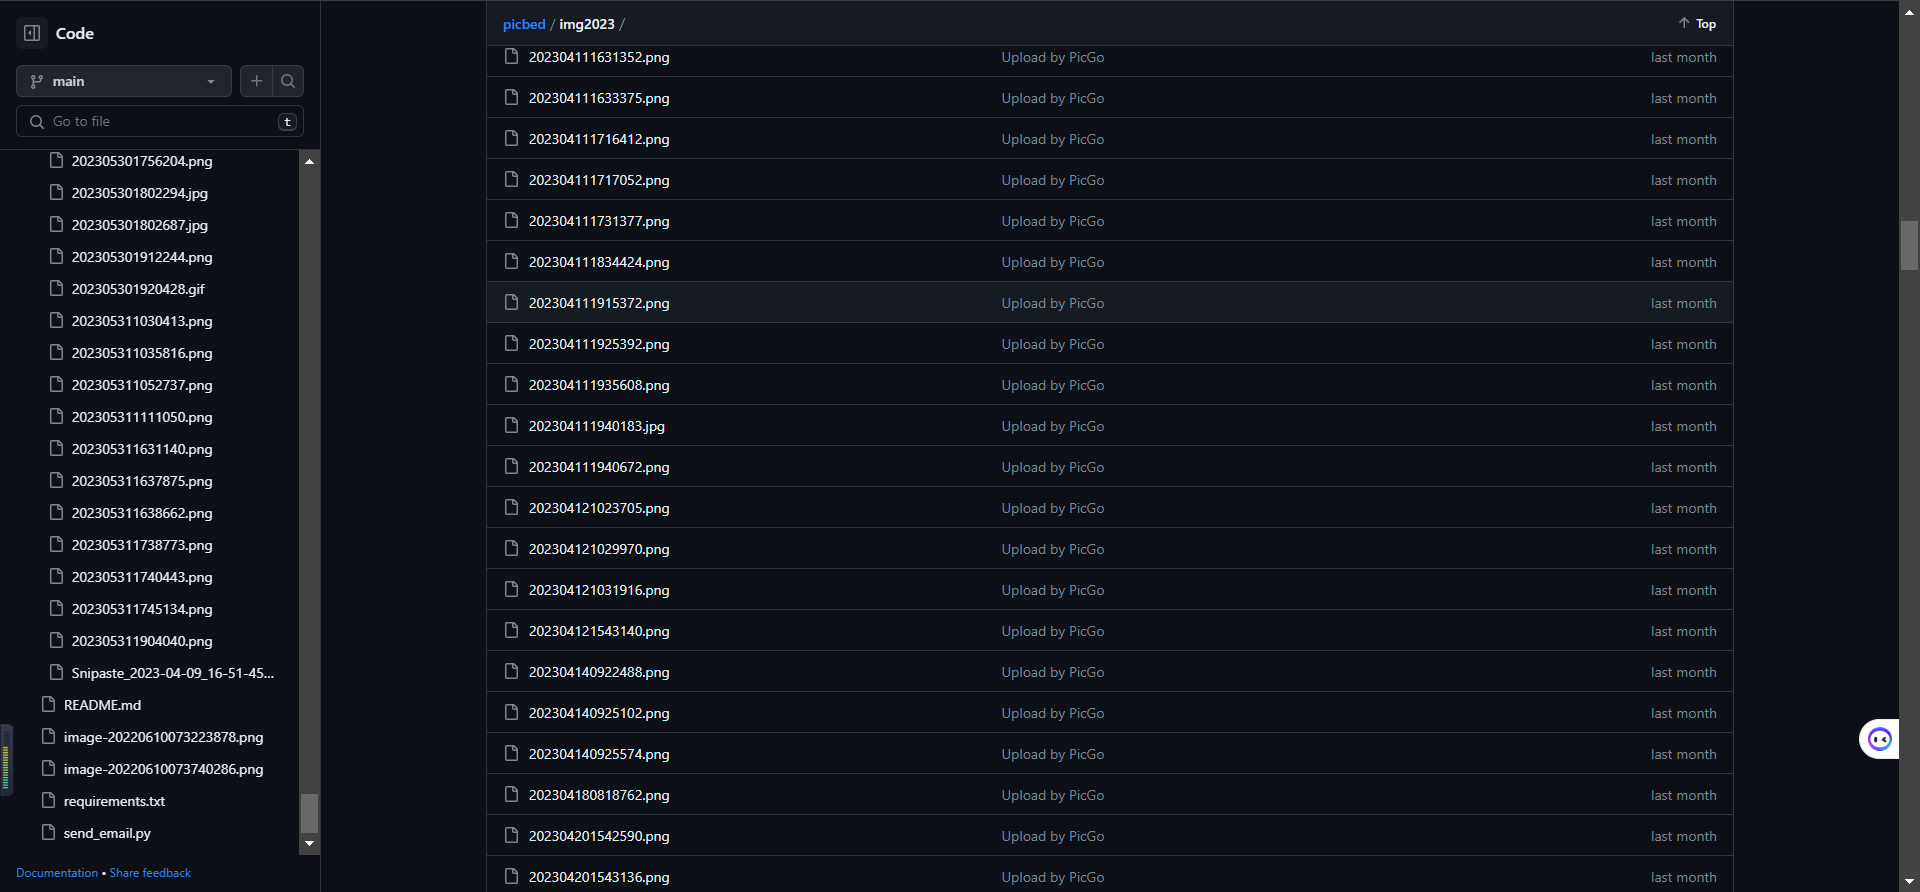 Code
main
Go to file
t
202305301756204.png
202305301802294.jpg
202305301802687.jpg
202305301912244.png
202305301920428.gif
202305311030413.png
202305311035816.png
202305311052737.png
202305311111050.png
202305311631140.png
202305311637875.png
202305311638662.png
202305311738773.png
202305311740443.png
202305311745134.png
202305311904040.png
Snipaste_2023-04-09_16-51-45...
README.md
image-20220610073223878.png
image-20220610073740286.png
requirements.txt
send_email.py
Documentation • Share feedback
picbed / img2023 /
Top
202304111631352.png Upload by PicGo last month
202304111633375.png Upload by PicGo last month
202304111716412.png Upload by PicGo last month
202304111717052.png Upload by PicGo last month
202304111731377.png Upload by PicGo last month
202304111834424.png Upload by PicGo last month
202304111915372.png Upload by PicGo last month
202304111925392.png Upload by PicGo last month
202304111935608.png Upload by PicGo last month
202304111940183.jpg Upload by PicGo last month
202304111940672.png Upload by PicGo last month
202304121023705.png Upload by PicGo last month
202304121029970.png Upload by PicGo last month
202304121031916.png Upload by PicGo last month
202304121543140.png Upload by PicGo last month
202304140922488.png Upload by PicGo last month
202304140925102.png Upload by PicGo last month
202304140925574.png Upload by PicGo last month
202304180818762.png Upload by PicGo last month
202304201542590.png Upload by PicGo last month
202304201543136.png Upload by PicGo last month